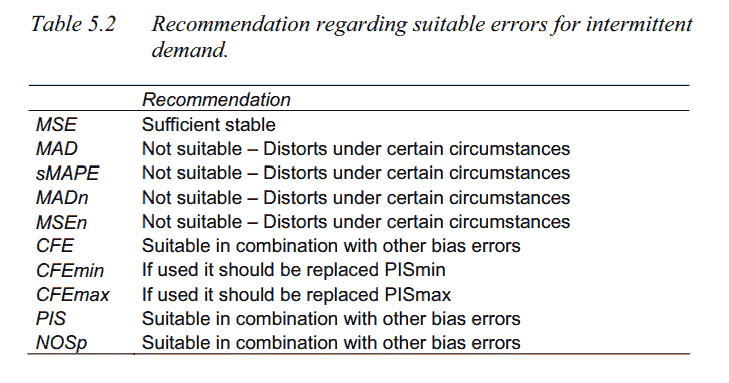 Table 5.2 Recommendation regarding suitable errors for intermittent
demand.
Recommendation
MSE Sufficient stable
MAD Not suitable – Distorts under certain circumstances
sMAPE Not suitable – Distorts under certain circumstances
MADn Not suitable – Distorts under certain circumstances
MSEn Not suitable – Distorts under certain circumstances
CFE Suitable in combination with other bias errors
CFEmin If used it should be replaced PISmin
CFEmax If used it should be replaced PISmax
PIS Suitable in combination with other bias errors
NOSp Suitable in combination with other bias errors